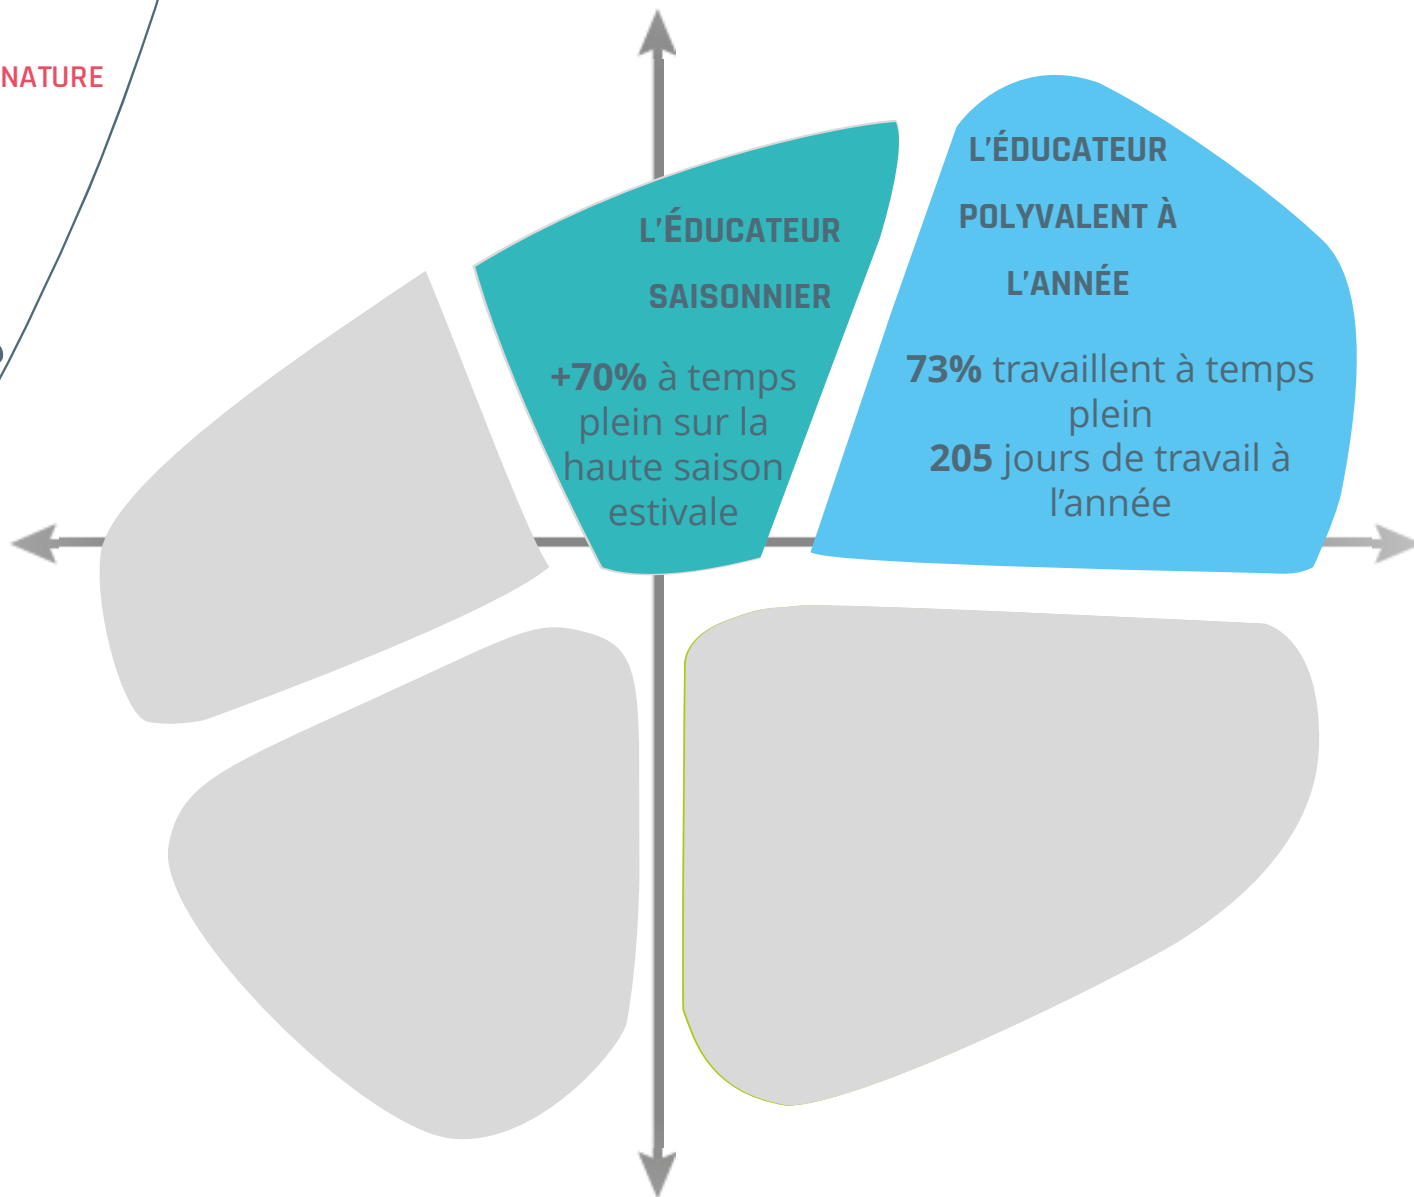 NATURE
L'ÉDUCATEUR
SAISONNIER
+70% à temps
plein sur la
haute saison
estivale
L'ÉDUCATEUR
POLYVALENT À
L'ANNÉE
73% travaillent à temps
plein
205 jours de travail à
l'année